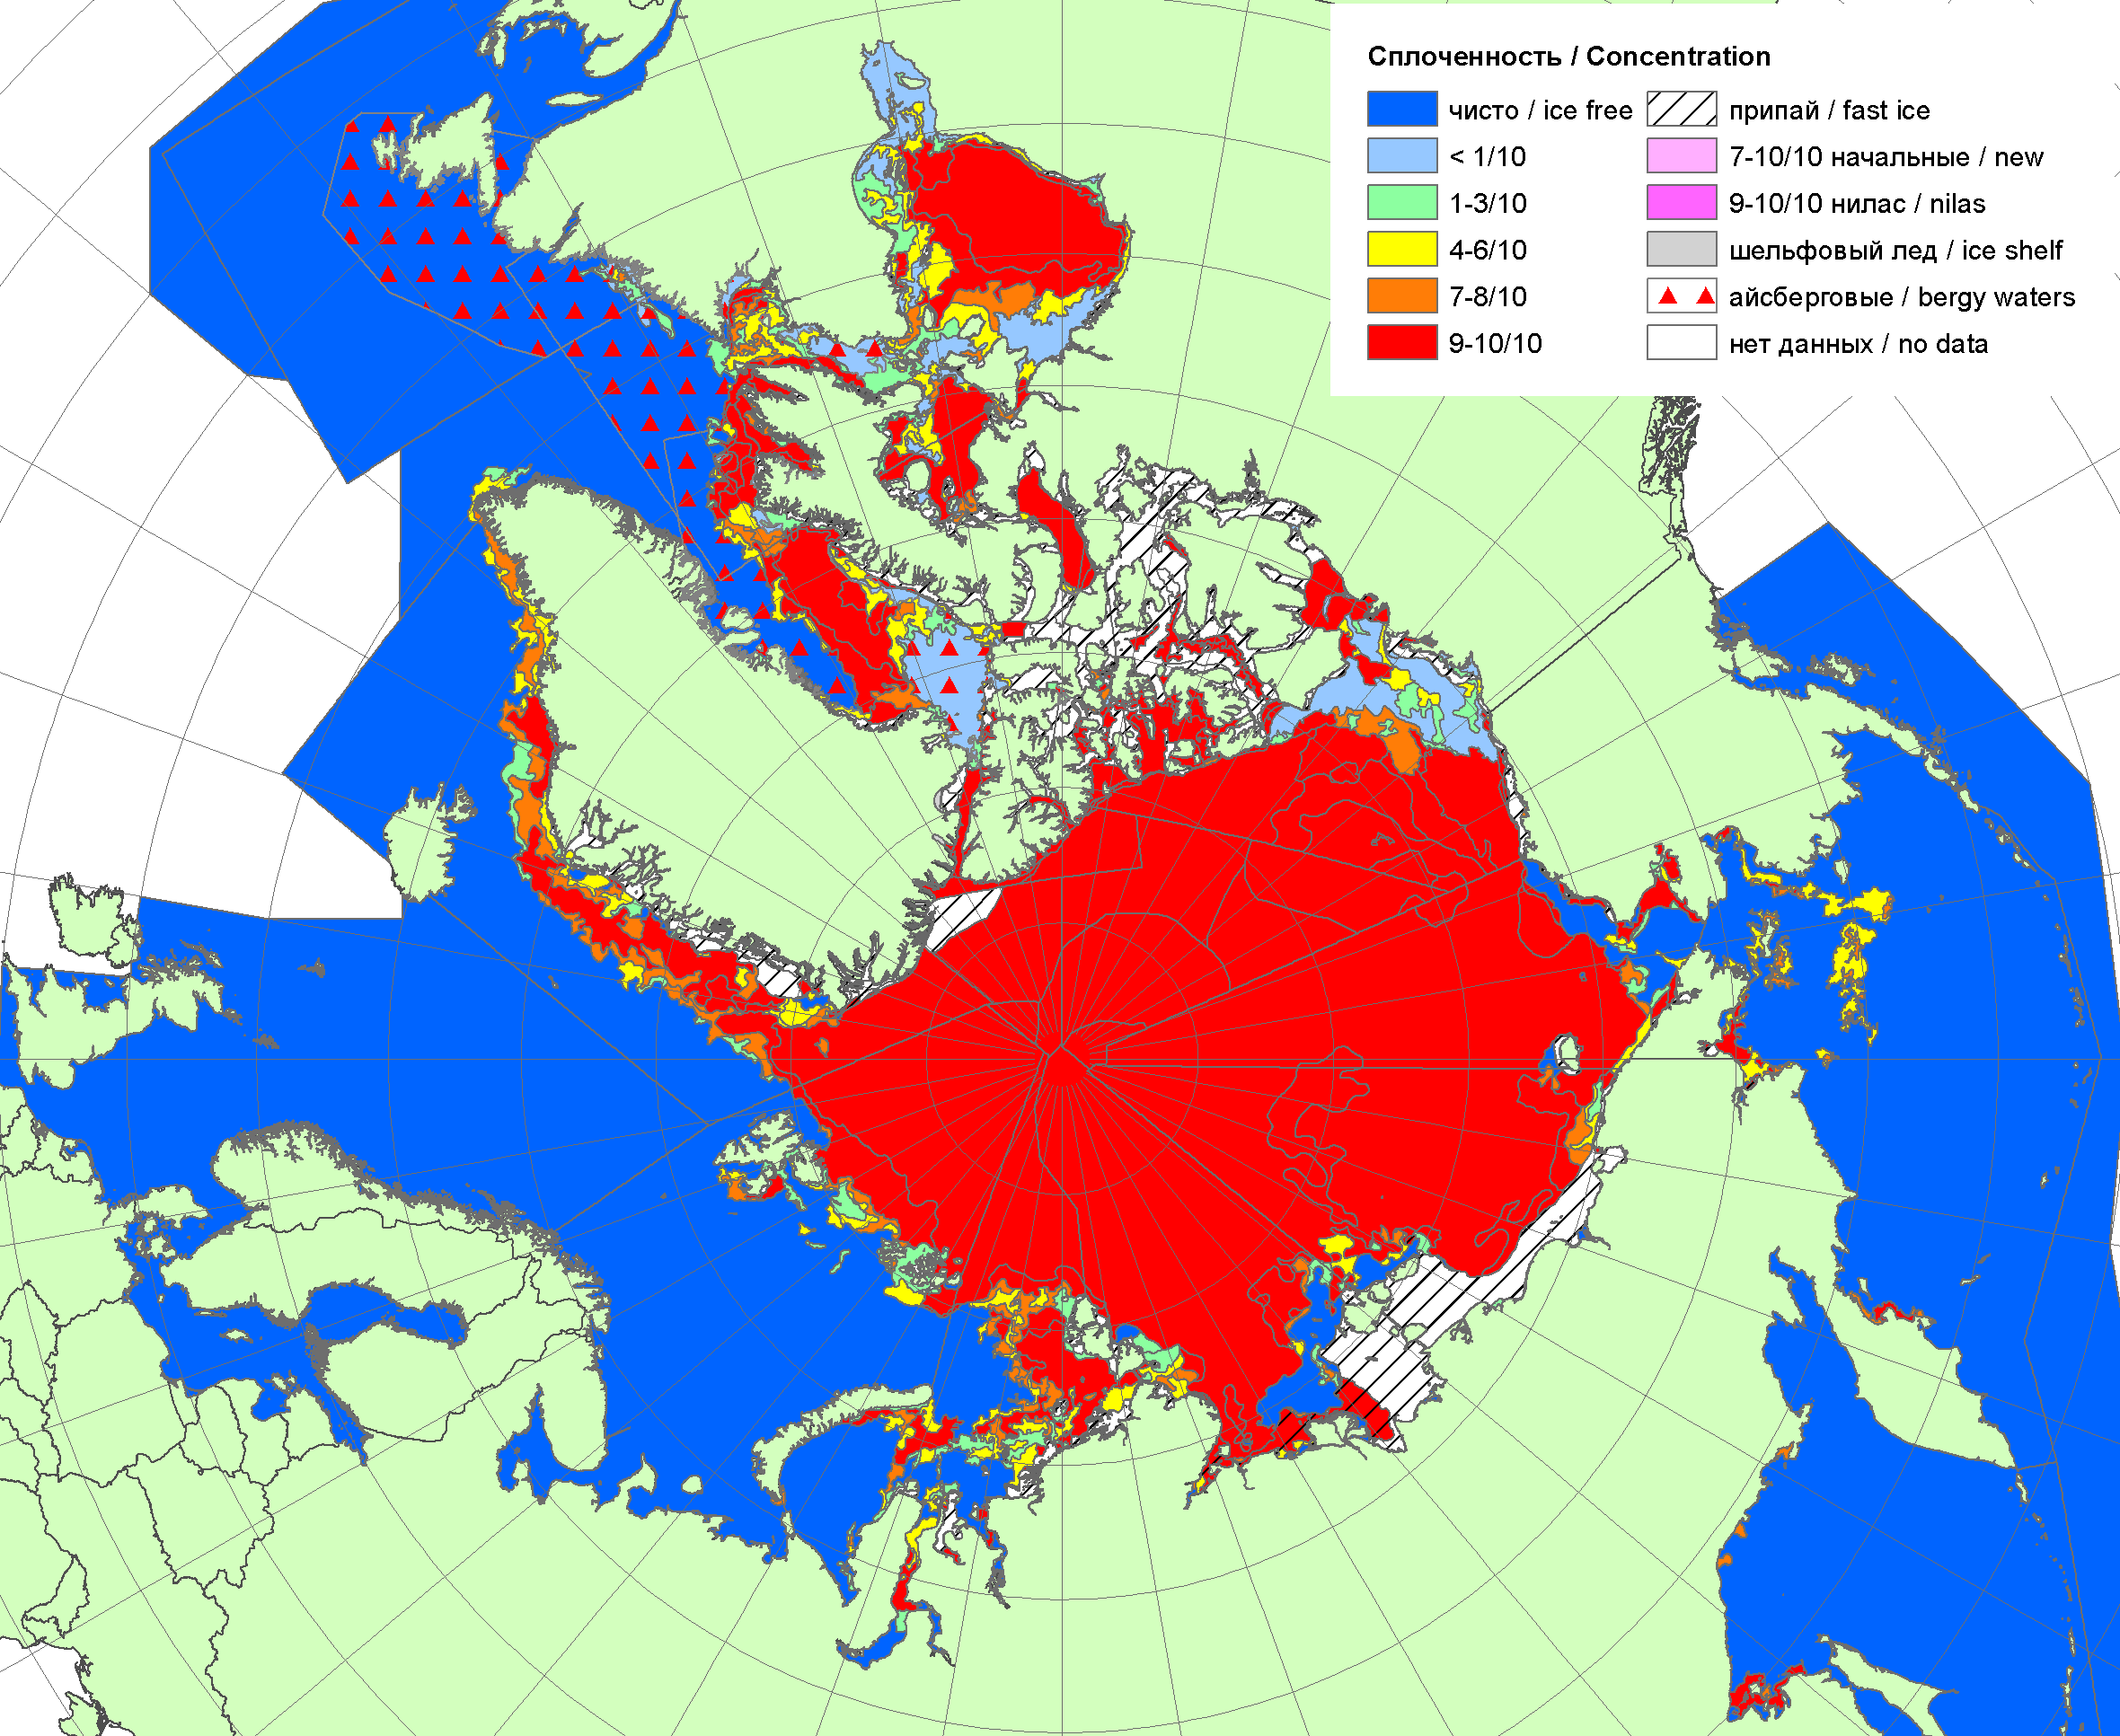 Сплоченность / Concentration
чисто / ice free
< 1/10
1-3/10
4-6/10
7-8/10
9-10/10
припай / fast ice
7-10/10 начальные / new
9-10/10 нилас / nilas
шельфовый лед / ice shelf
айсберговые / bergy waters
нет данных / no data